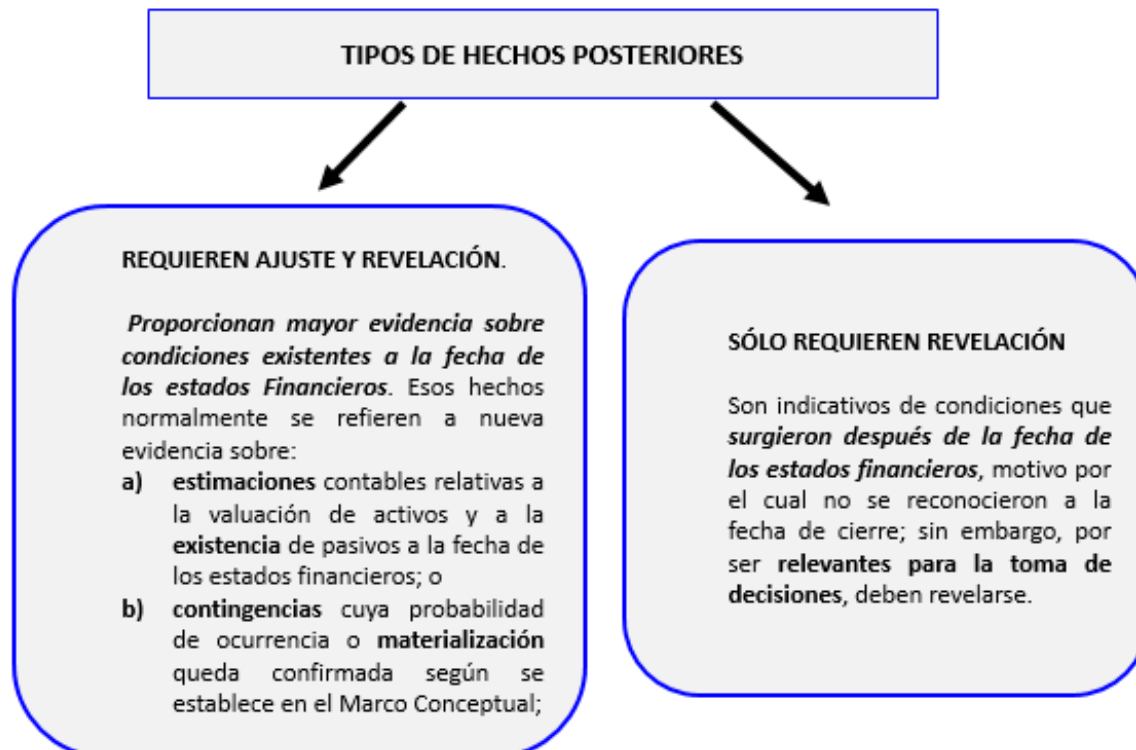 TIPOS DE HECHOS POSTERIORES
REQUIEREN AJUSTE Y REVELACIÓN.
Proporcionan mayor evidencia sobre
condiciones existentes a la fecha de
los estados Financieros. Esos hechos
normalmente se refieren a nueva
evidencia sobre:
a) estimaciones contables relativas a
la valuación de activos y a la
existencia de pasivos a la fecha de
los estados financieros; o
b) contingencias cuya probabilidad
de ocurrencia o materialización
queda confirmada según se
establece en el Marco Conceptual;
SÓLO REQUIEREN REVELACIÓN
Son indicativos de condiciones que
surgieron después de la fecha de
los estados financieros, motivo por
el cual no se reconocieron a la
fecha de cierre; sin embargo, por
ser relevantes para la toma de
decisiones, deben revelarse.